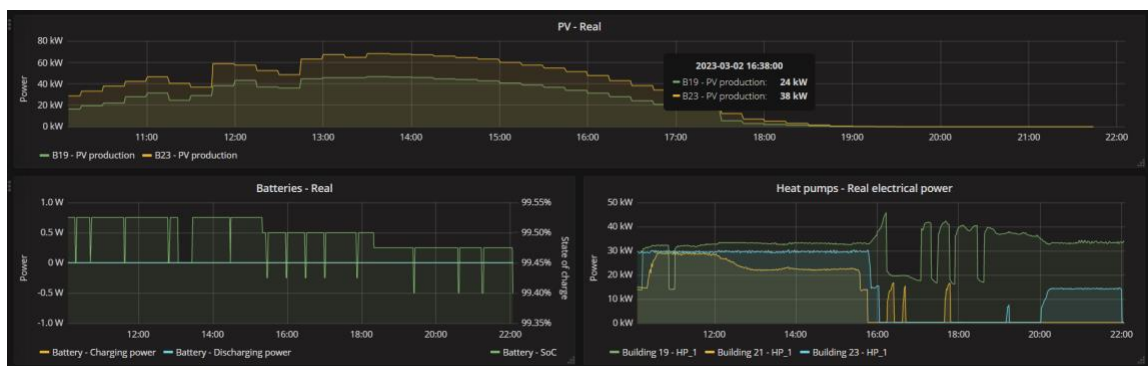 PV - Real
80 kW
60 kW
40 kW
20 kW
0 kW
Power
2023-03-02 16:38:00
B19 - PV production: 24 kW
B23 - PV production: 38 kW
11:00 12:00 13:00 14:00 15:00 16:00 17:00 18:00 19:00 20:00 21:00 22:00
B19 - PV production B23 - PV production
Batteries - Real
1.0 W
0.5 W
0 W
-0.5 W
-1.0 W
Power
99.55%
99.50%
99.45%
99.40%
99.35%
State of charge
12:00 14:00 16:00 18:00 20:00 22:00
Battery - Charging power Battery - Discharging power Battery - SoC
Heat pumps - Real electrical power
50 kW
40 kW
30 kW
20 kW
10 kW
0 kW
Power
12:00 14:00 16:00 18:00 20:00 22:00
Building 19 - HP_1 Building 21 - HP_1 Building 23 - HP_1